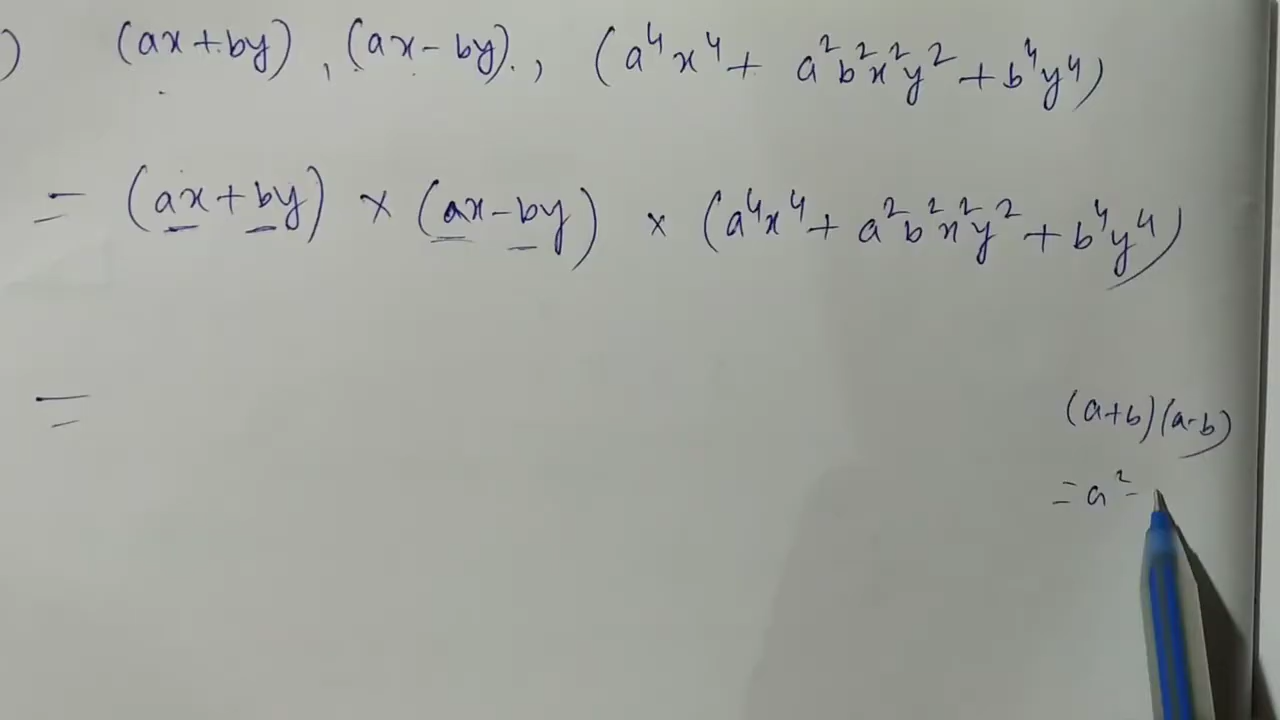 ) (ax+by), (ax-by), (a⁴x⁴ + a²b²x²y² + b⁴y⁴)
= (ax+by) × (ax-by) × (a⁴x⁴ + a²b²x²y² + b⁴y⁴)
=
(a+b)(a-b)
= a² -